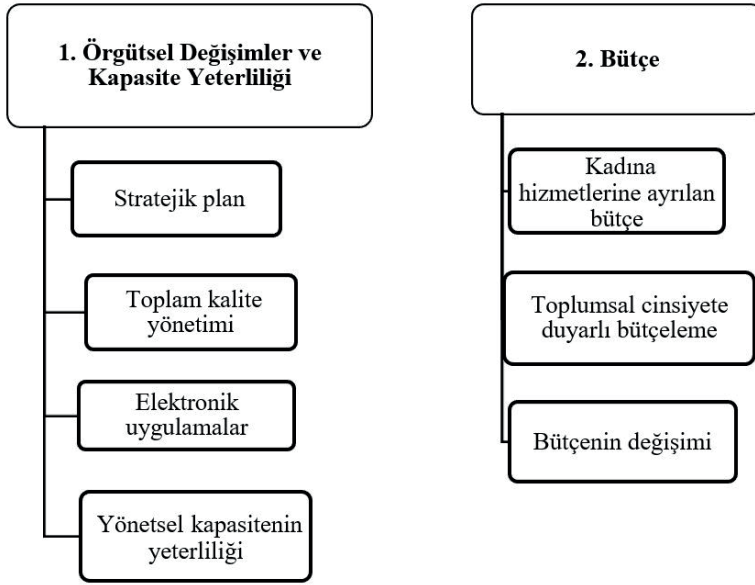 1. Örgütsel Değişimler ve
Kapasite Yeterliliği
Stratejik plan
Toplam kalite
yönetimi
Elektronik
uygulamalar
Yönetsel kapasitenin
yeterliliği
2. Bütçe
Kadına
hizmetlerine ayrılan
bütçe
Toplumsal cinsiyete
duyarlı bütçeleme
Bütçenin değişimi